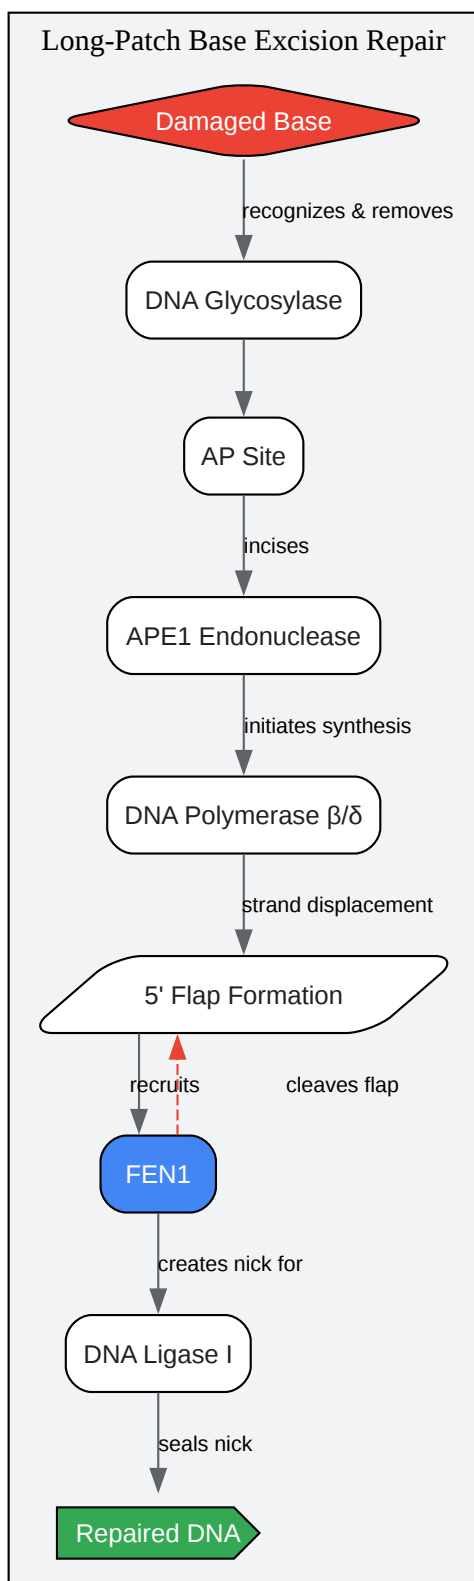 Long-Patch Base Excision Repair
Damaged Base
recognizes & removes
DNA Glycosylase
AP Site
incises
APE1 Endonuclease
initiates synthesis
DNA Polymerase β/δ
strand displacement
5' Flap Formation
recruits
cleaves flap
FEN1
creates nick for
DNA Ligase I
seals nick
Repaired DNA